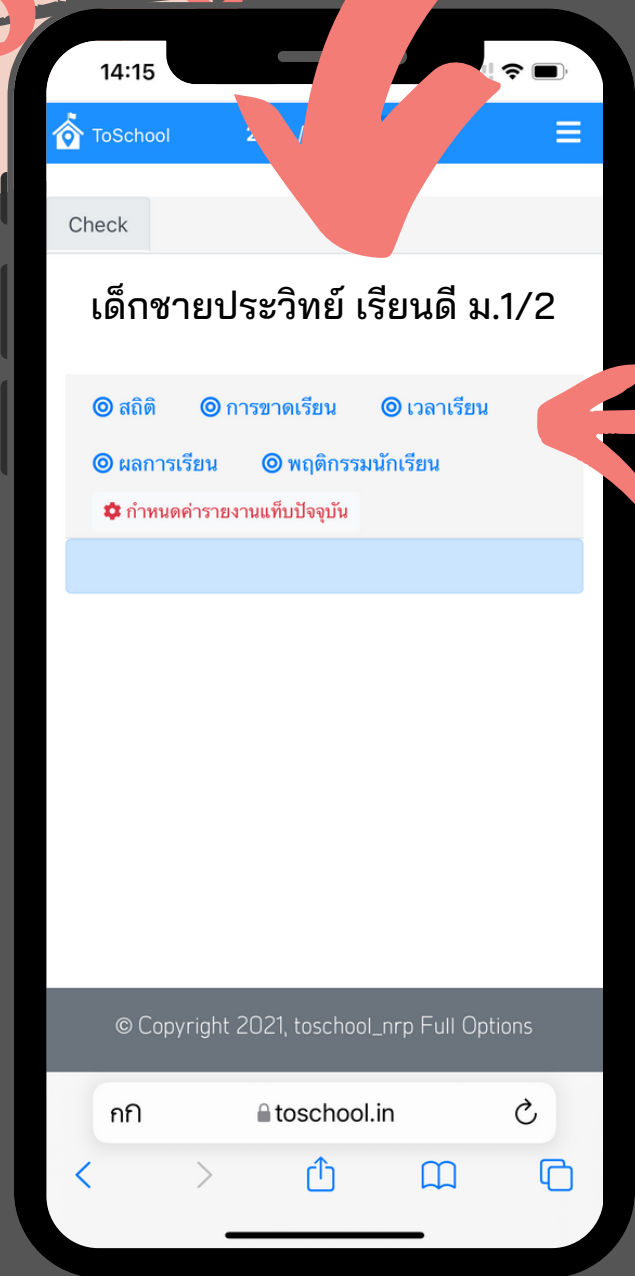 14:15
ToSchool
Check
เด็กชายประวิทย์ เรียนดี ม.1/2
สถิติ การขาดเรียน เวลาเรียน
ผลการเรียน พฤติกรรมนักเรียน
กำหนดค่ารายงานแท็บปัจจุบัน
© Copyright 2021, toschool_nrp Full Options
กกิ toschool.in